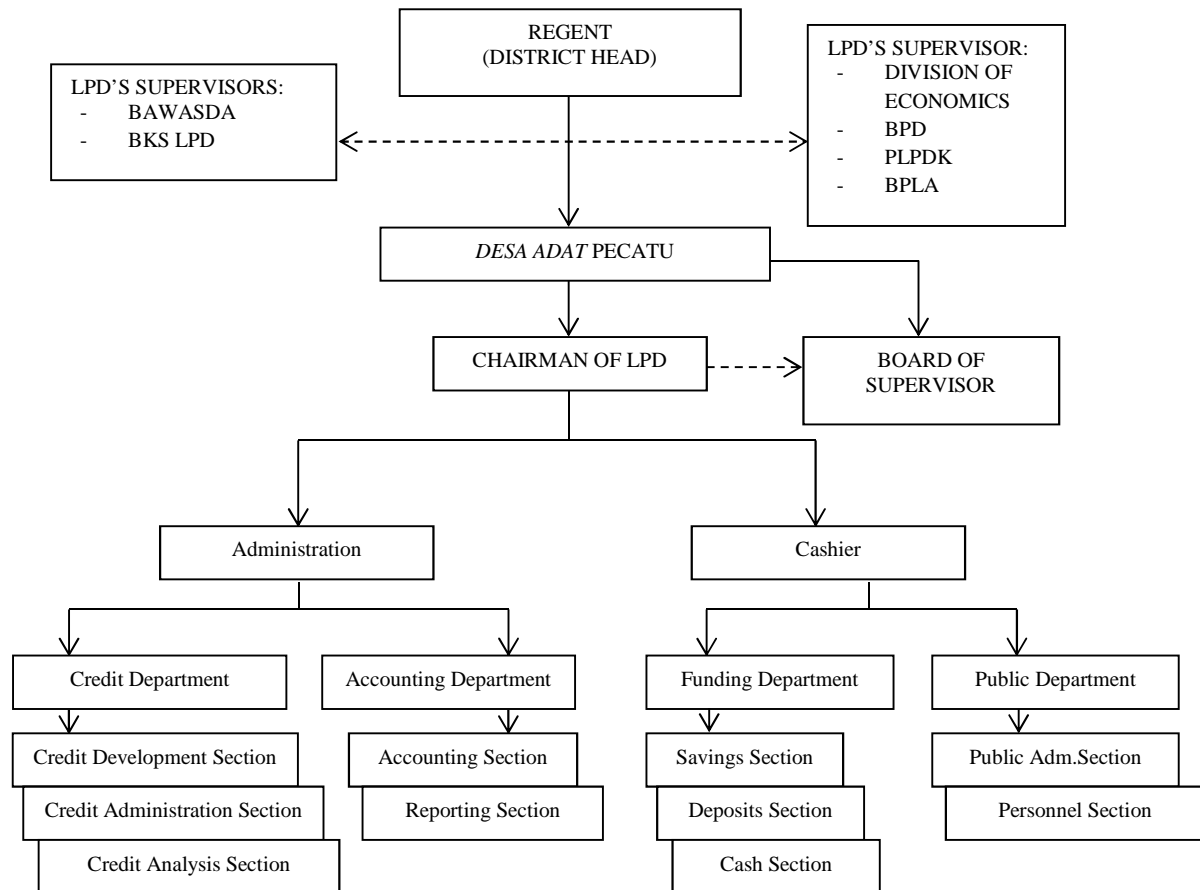 REGENT
(DISTRICT HEAD)
LPD'S SUPERVISORS:
- BAWASDA
- BKS LPD
LPD'S SUPERVISOR:
- DIVISION OF
ECONOMICS
- BPD
- PLPDK
- BPLA
DESA ADAT PECATU
CHAIRMAN OF LPD
BOARD OF
SUPERVISOR
Administration
Cashier
Credit Department
Accounting Department
Funding Department
Public Department
Credit Development Section
Credit Administration Section
Credit Analysis Section
Accounting Section
Reporting Section
Savings Section
Deposits Section
Cash Section
Public Adm.Section
Personnel Section